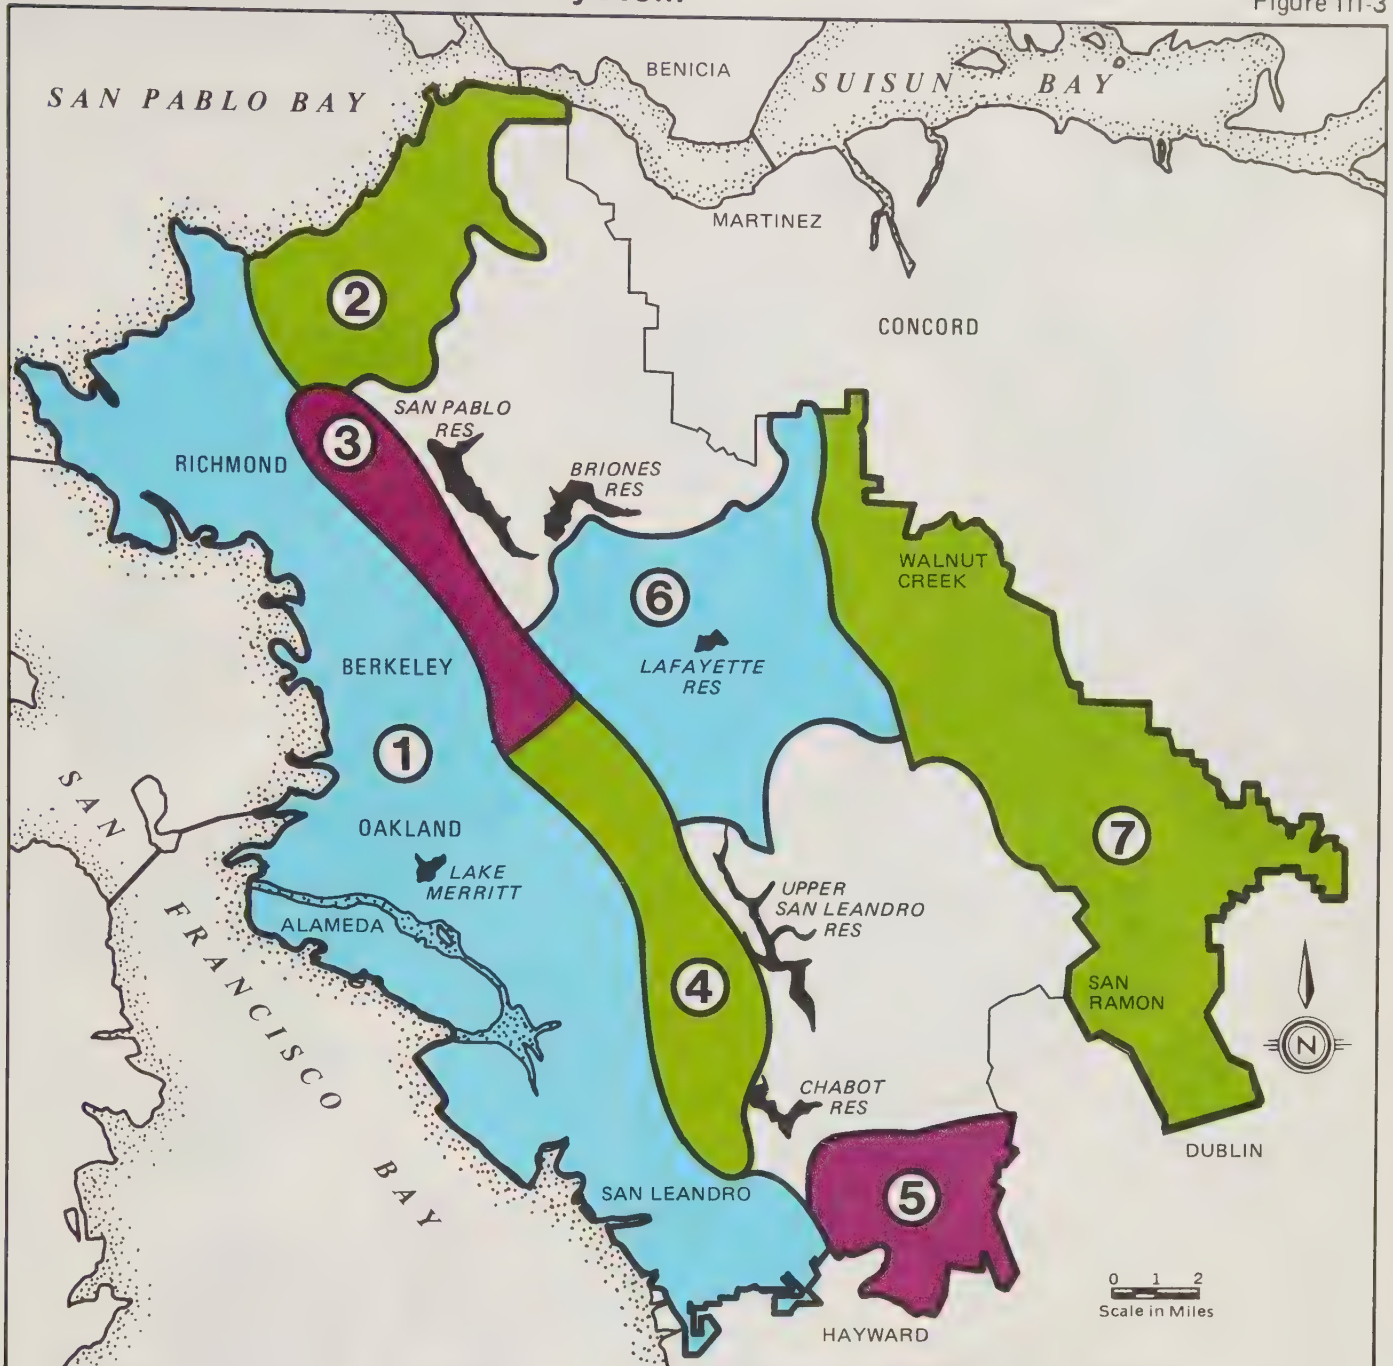 Figure III-3
BENICIA
SUISUN BAY
SAN PABLO BAY
MARTINEZ
2
CONCORD
SAN PABLO
RES
3
RICHMOND
BRIONES
RES
WALNUT
CREEK
6
BERKELEY
LAFAYETTE
RES
1
SAN
FRANCISCO
BAY
OAKLAND
7
LAKE
MERRITT
UPPER
SAN LEANDRO
RES
ALAMEDA
4
SAN
RAMON
N
CHABOT
RES
DUBLIN
SAN LEANDRO
5
0 1 2
Scale in Miles
HAYWARD